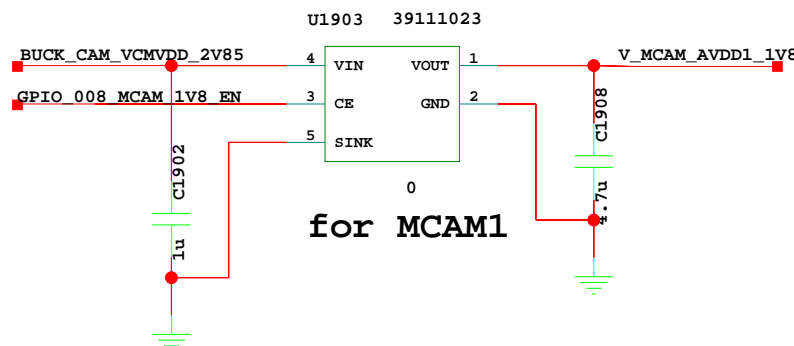 U1903 39111023
BUCK_CAM_VCMVDD_2V85
4 VIN VOUT 1
V_MCAM_AVDD1_1V8
GPIO_008_MCAM_1V8_EN
3 CE GND 2
5 SINK
C1902
1u
C1908
4.7u
0
for MCAM1